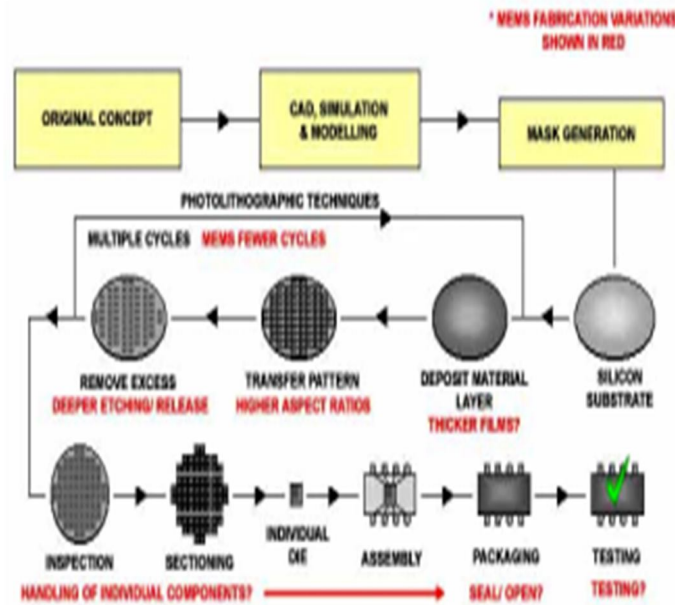 * MEMS FABRICATION VARIATIONS
SHOWN IN RED
ORIGINAL CONCEPT
CAD, SIMULATION
& MODELLING
MASK GENERATION
PHOTOLITHOGRAPHIC TECHNIQUES
MULTIPLE CYCLES MEMS FEWER CYCLES
REMOVE EXCESS
DEEPER ETCHING/ RELEASE
TRANSFER PATTERN
HIGHER ASPECT RATIOS
DEPOSIT MATERIAL
LAYER
THICKER FILMS?
SILICON
SUBSTRATE
INSPECTION
SECTIONING
INDIVIDUAL
DIE
ASSEMBLY
PACKAGING
TESTING
HANDLING OF INDIVIDUAL COMPONENTS?
SEAL/ OPEN?
TESTING?